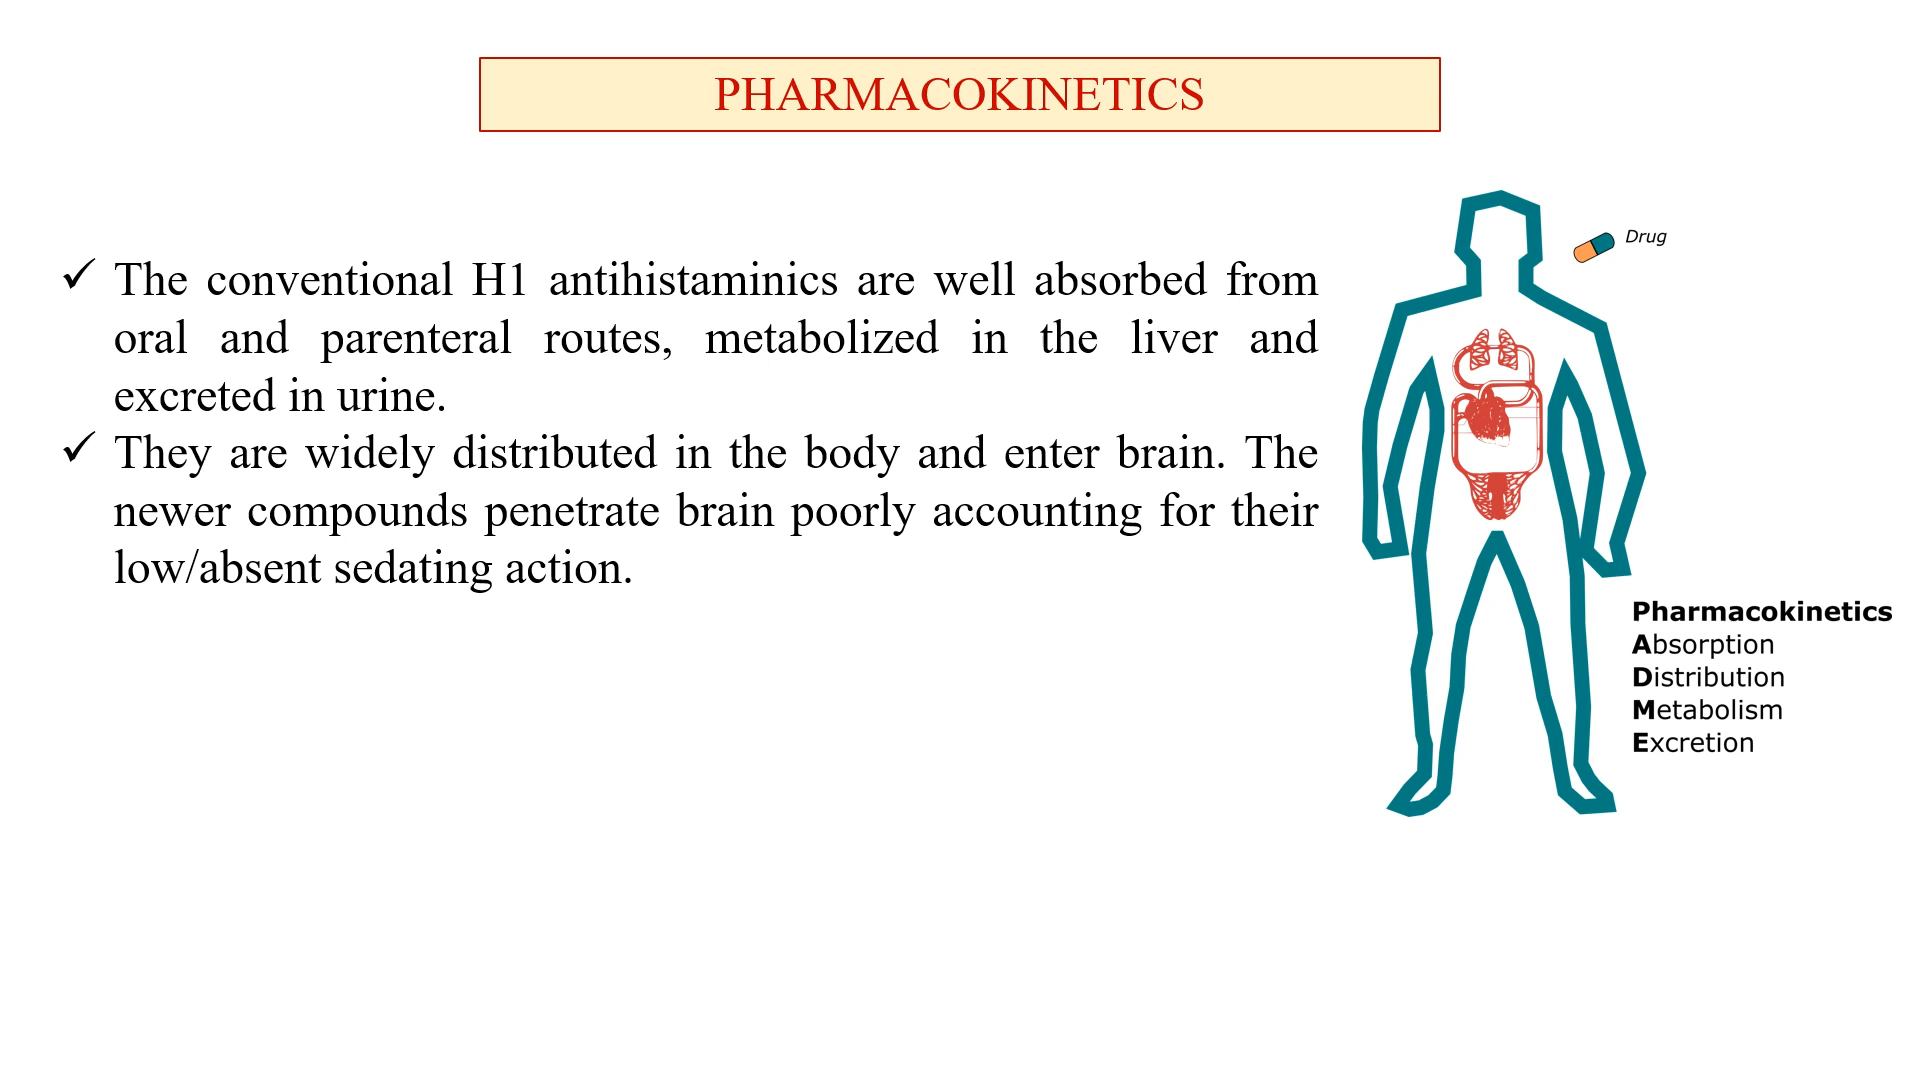 PHARMACOKINETICS
✓ The conventional H1 antihistaminics are well absorbed from
oral and parenteral routes, metabolized in the liver and
excreted in urine.
✓ They are widely distributed in the body and enter brain. The
newer compounds penetrate brain poorly accounting for their
low/absent sedating action.
Drug
Pharmacokinetics
Absorption
Distribution
Metabolism
Excretion